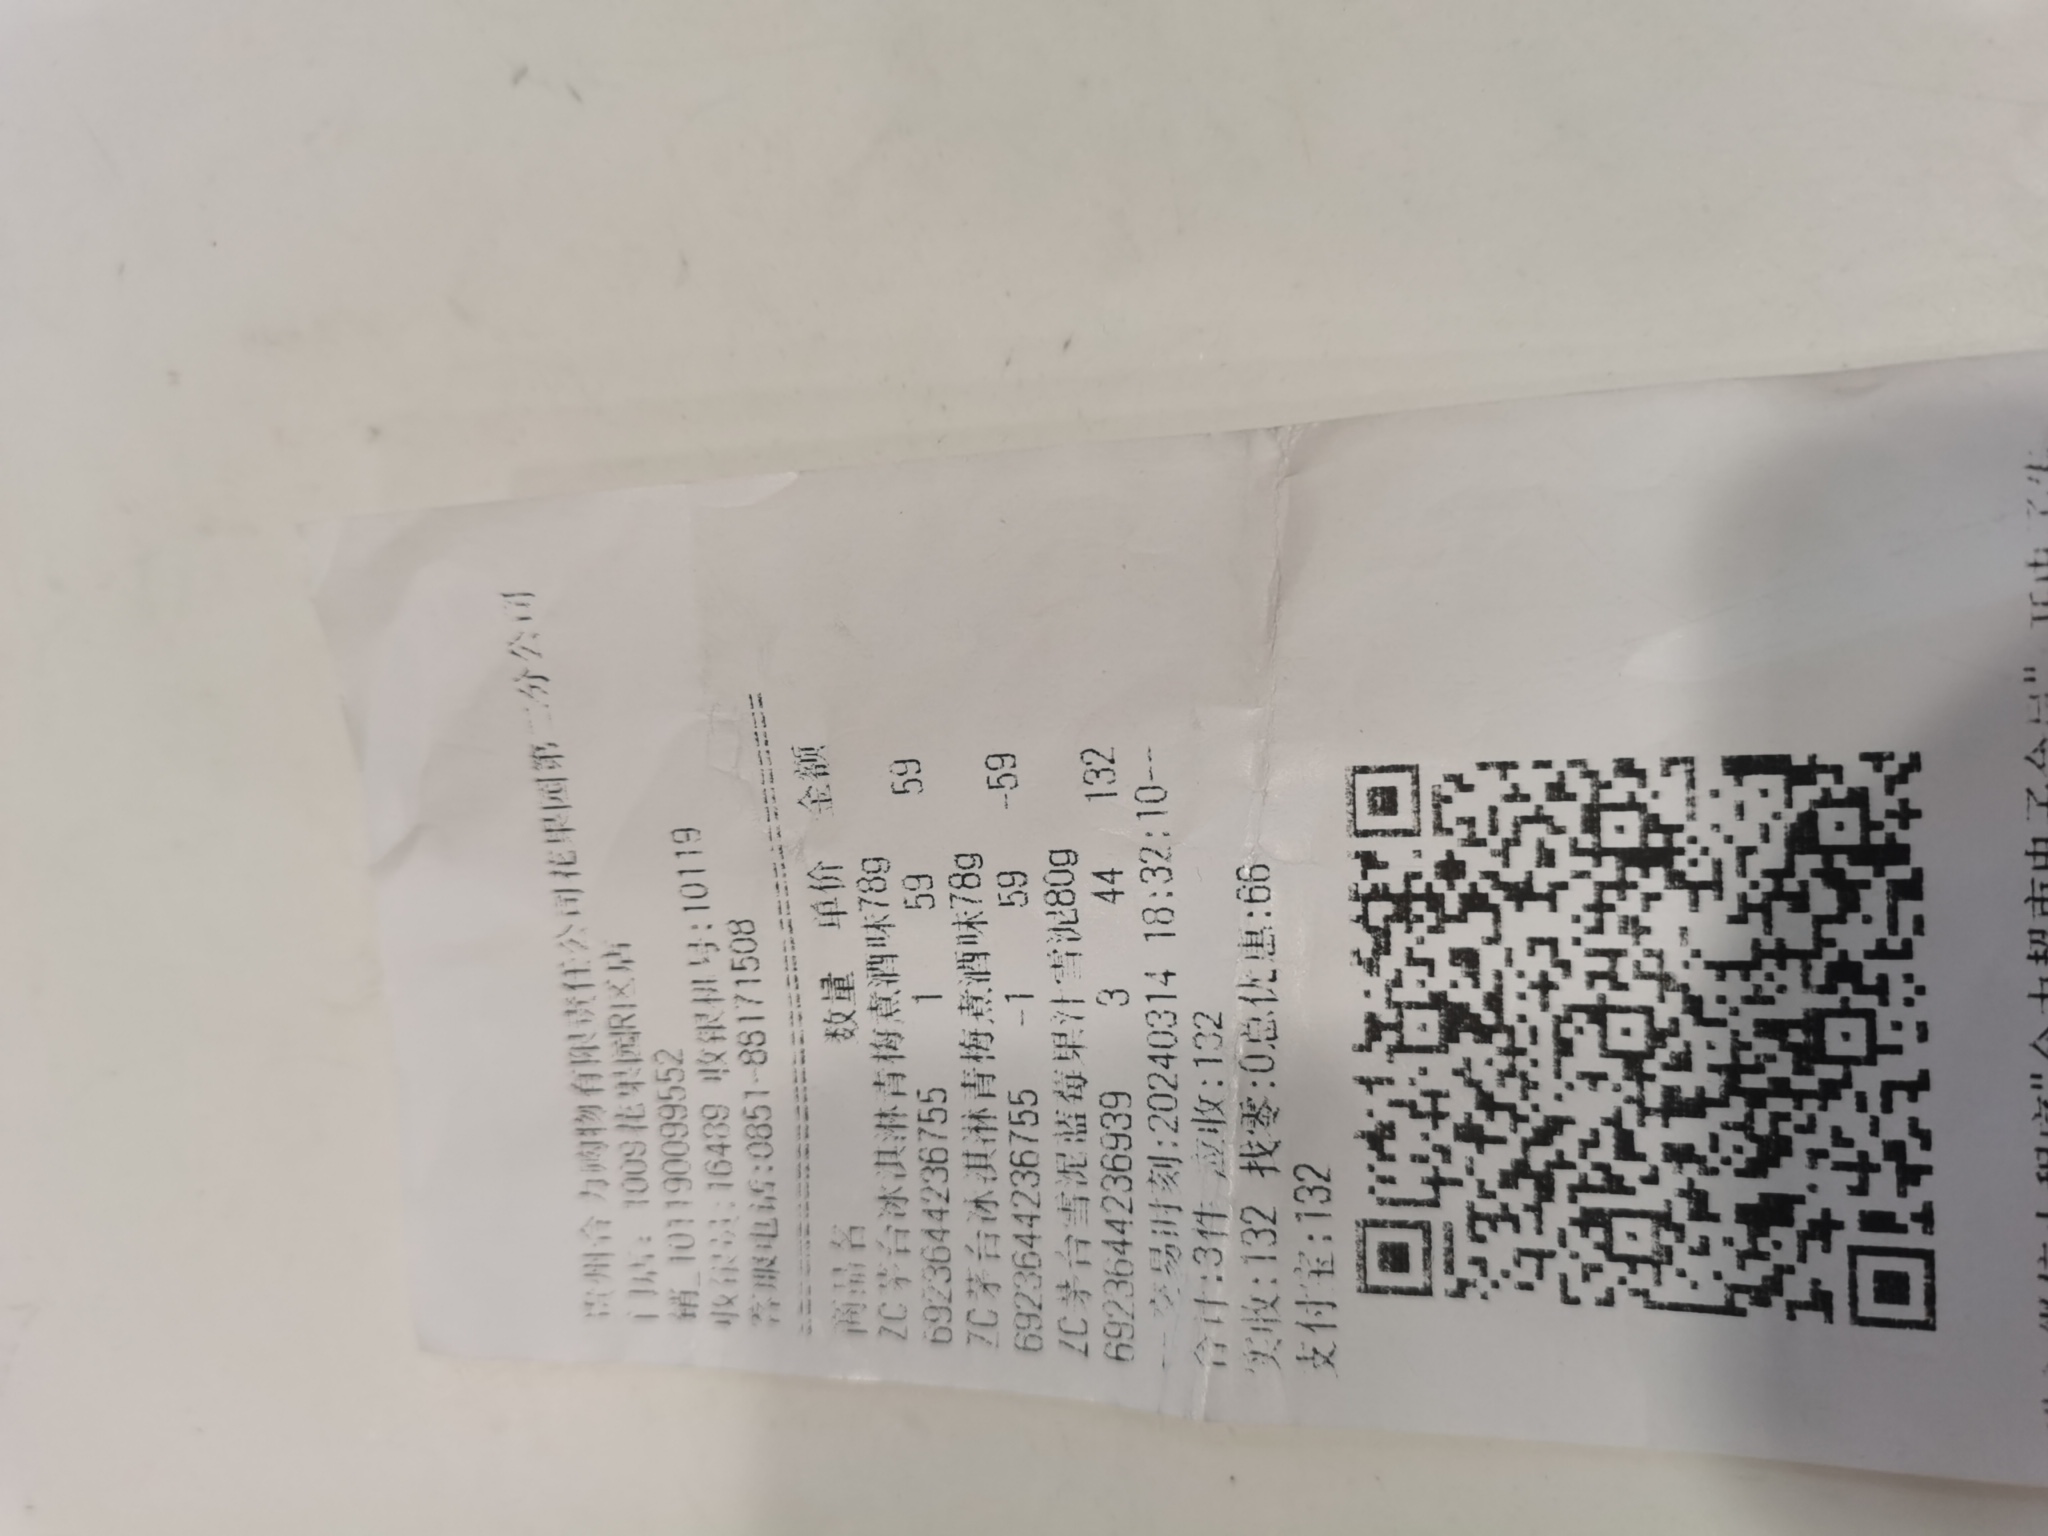 贵州合力购物有限责任公司花果园第二分公司
门店: 1009花果园R区店
销_1011900099552
收银员:16489 收银机号:10119
客服电话:0851-88171508
商品名 数量 单价 金额
ZC茅台冰淇淋青梅煮酒味78g
6923644236755 1 59 59
ZC茅台冰淇淋青梅煮酒味78g
6923644236755 -1 59 -59
ZC茅台雪泥蓝莓果汁雪泥80g
6923644236939 3 44 132
---交易时刻:20240314 18:32:10--
合计:3件 应收:132
实收:132 找零:0总优惠:66
支付宝:132